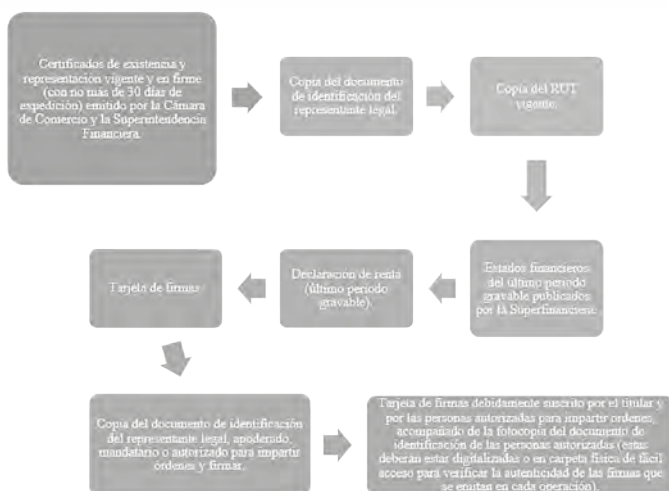 Certificados de existencia y
representación vigente y en firme
(con no más de 30 días de
expedición) emitido por la Cámara
de Comercio y la Superintendencia
Financiera.
Copia del documento
de identificación del
representante legal.
Copia del RUT
vigente.
Estados financieros
del último periodo
gravable publicados
por la Superfinanciera.
Declaración de renta
(último periodo
gravable).
Tarjeta de firmas
Copia del documento de identificación
del representante legal, apoderado,
mandatario o autorizado para impartir
órdenes y firmar.
Tarjeta de firmas debidamente suscrito por el titular y
por las personas autorizadas para impartir ordenes,
acompañado de la fotocopia del documento de
identificación de las personas autorizadas (estas
deberán estar digitalizadas o en carpeta física de fácil
acceso para verificar la autenticidad de las firmas que
se emitan en cada operación).